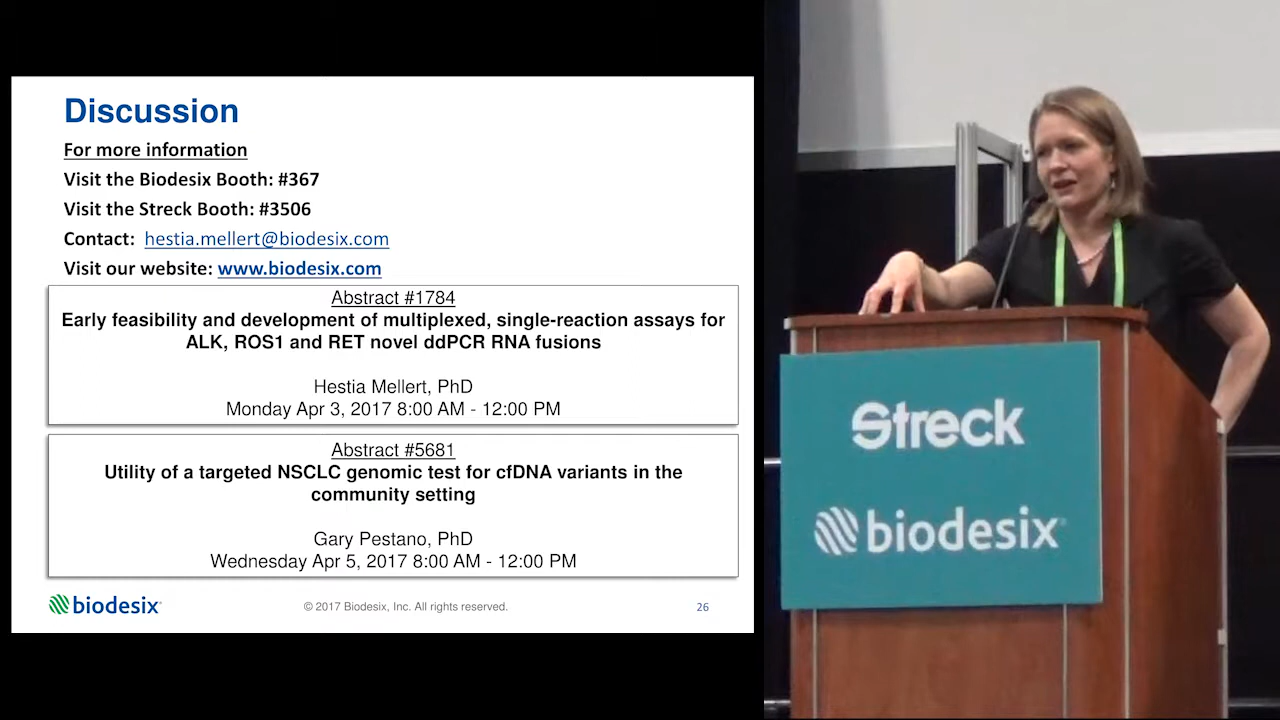 Discussion
For more information
Visit the Biodesix Booth: #367
Visit the Streck Booth: #3506
Contact: hestia.mellert@biodesix.com
Visit our website: www.biodesix.com
Abstract #1784
Early feasibility and development of multiplexed, single-reaction assays for
ALK, ROS1 and RET novel ddPCR RNA fusions
Hestia Mellert, PhD
Monday Apr 3, 2017 8:00 AM - 12:00 PM
Abstract #5681
Utility of a targeted NSCLC genomic test for cfDNA variants in the
community setting
Gary Pestano, PhD
Wednesday Apr 5, 2017 8:00 AM - 12:00 PM
biodesix
© 2017 Biodesix, Inc. All rights reserved.
26
Streck
biodesix